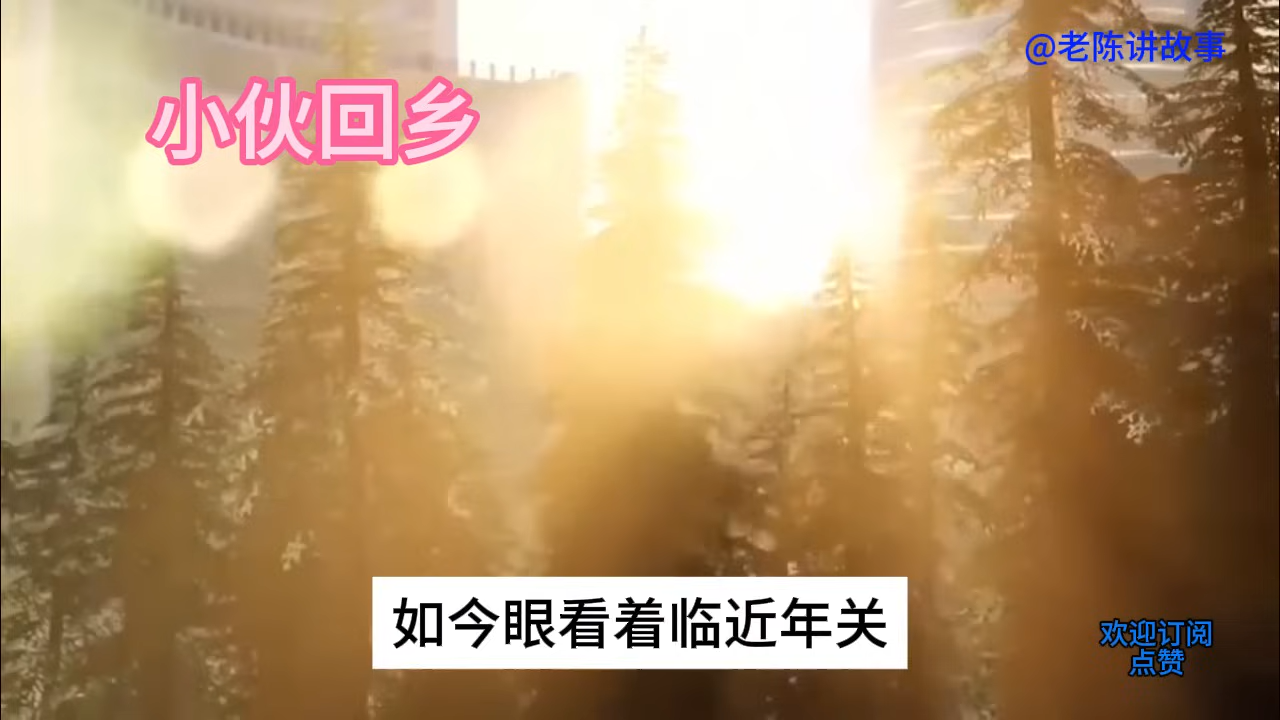 @老陈讲故事
小伙回乡
如今眼看着临近年关
欢迎订阅
点赞